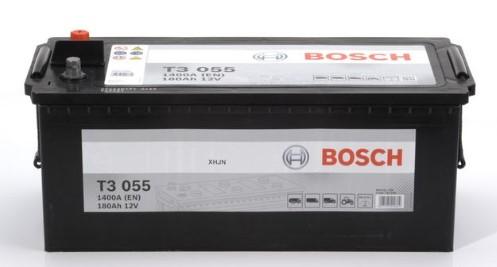 T3 055
1400A (EN)
180Ah 12V
BOSCH
XHJN
BOSCH
T3 055
1400A (EN)
180Ah 12V